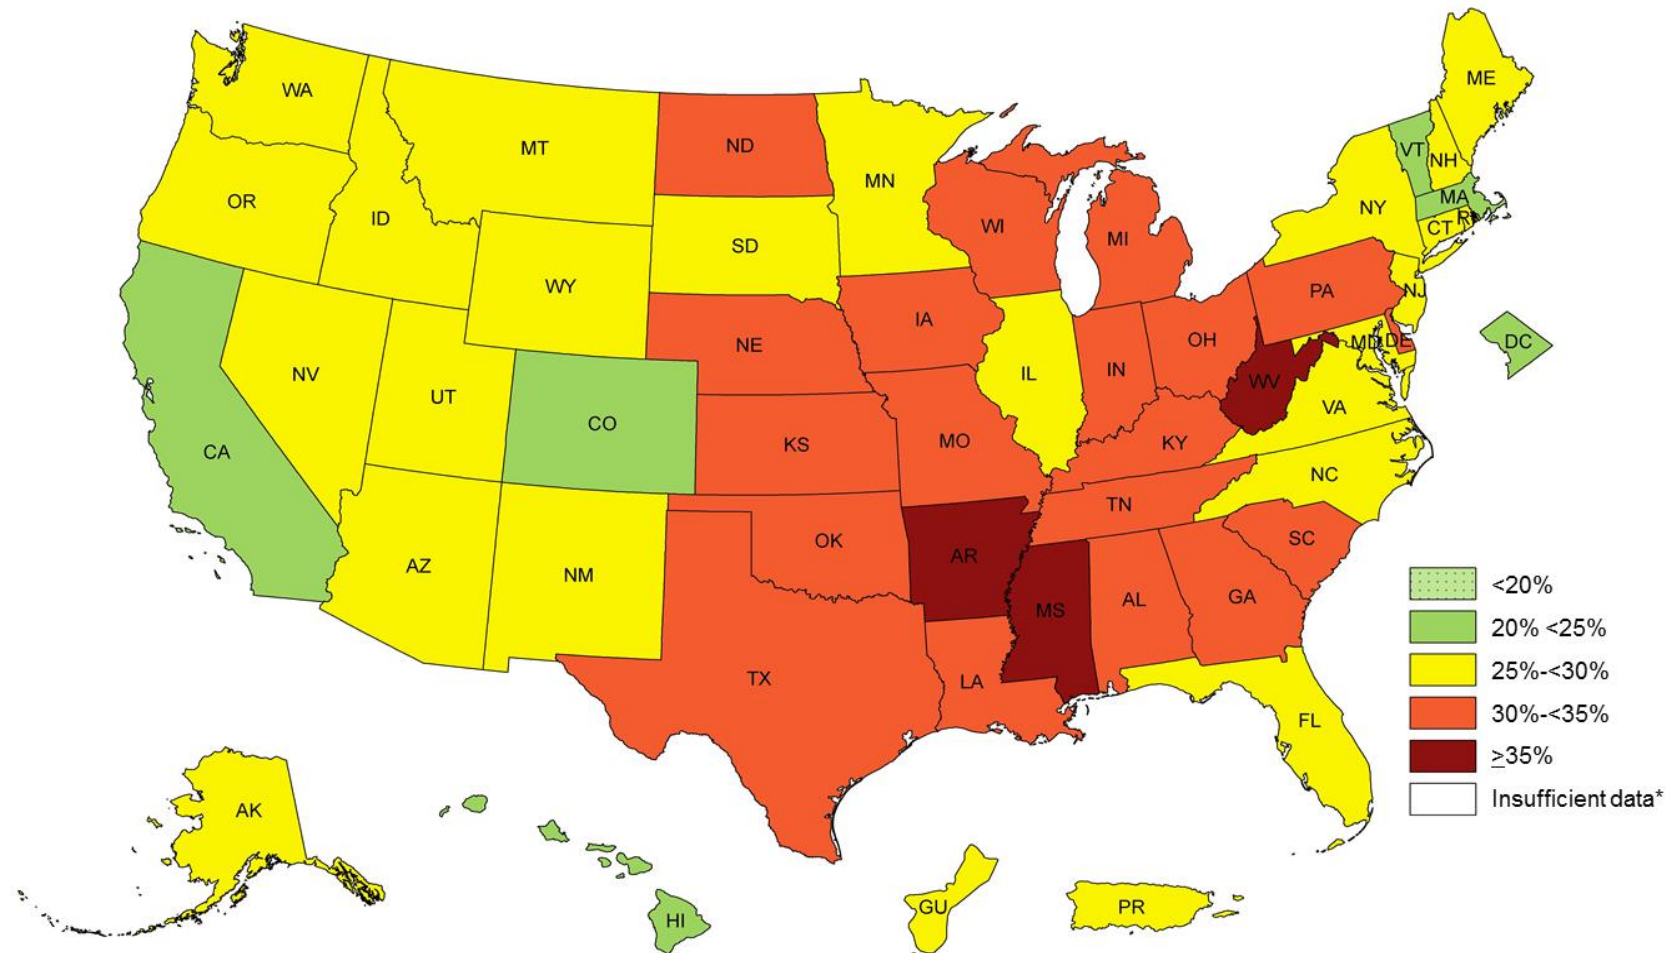 WA
ME
MT
ND
VT
NH
MN
MA
OR
ID
NY
RI
WI
CT
MI
SD
WY
PA
NJ
IA
DC
NE
OH
MD
DE
NV
IL
IN
WV
UT
VA
CO
KS
MO
KY
CA
NC
TN
OK
SC
AR
AZ
NM
GA
AL
MS
<20%
20% <25%
25%-<30%
30%-<35%
≥35%
Insufficient data*
TX
LA
FL
AK
GU
PR
HI